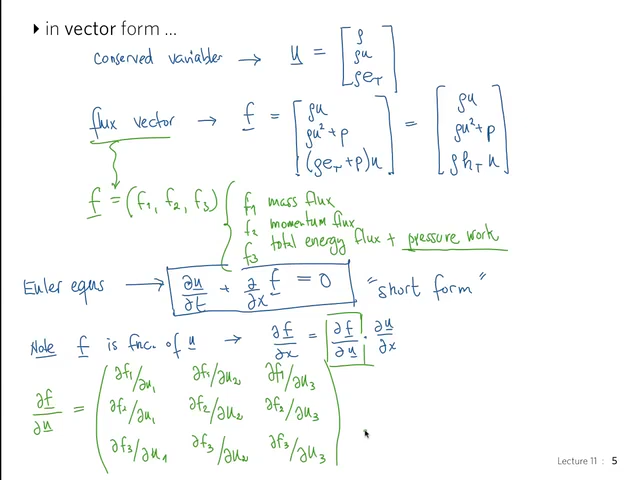 ▸ in vector form ...
conserved variables → u = [ρ
ρu
ρe_T]
flux vector → f = [ρu
ρu² + p
(ρe_T + p)u] = [ρu
ρu² + p
ρh_T u]
f = (f₁, f₂, f₃) { f₁ mass flux
f₂ momentum flux
f₃ total energy flux + pressure work
Euler eqns → ∂u/∂t + ∂/∂x f = 0 "short form"
Note f is fnc. of u → ∂f/∂x = ∂f/∂u · ∂u/∂x
∂f/∂u = ( ∂f₁/∂u₁ ∂f₁/∂u₂ ∂f₁/∂u₃
∂f₂/∂u₁ ∂f₂/∂u₂ ∂f₂/∂u₃
∂f₃/∂u₁ ∂f₃/∂u₂ ∂f₃/∂u₃ )
Lecture 11 : 5